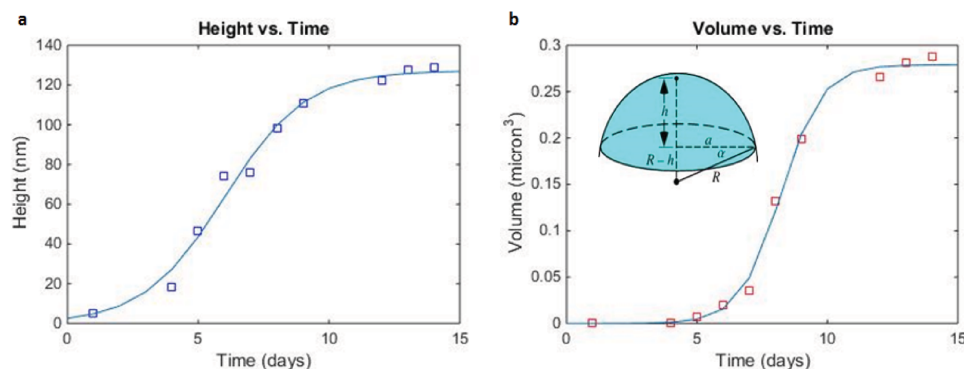 a
Height vs. Time
Height (nm)
140
120
100
80
60
40
20
0
0 5 10 15
Time (days)
b
Volume vs. Time
Volume (micron³)
0.3
0.25
0.2
0.15
0.1
0.05
0
h
a
α
R – h
R
0 5 10 15
Time (days)